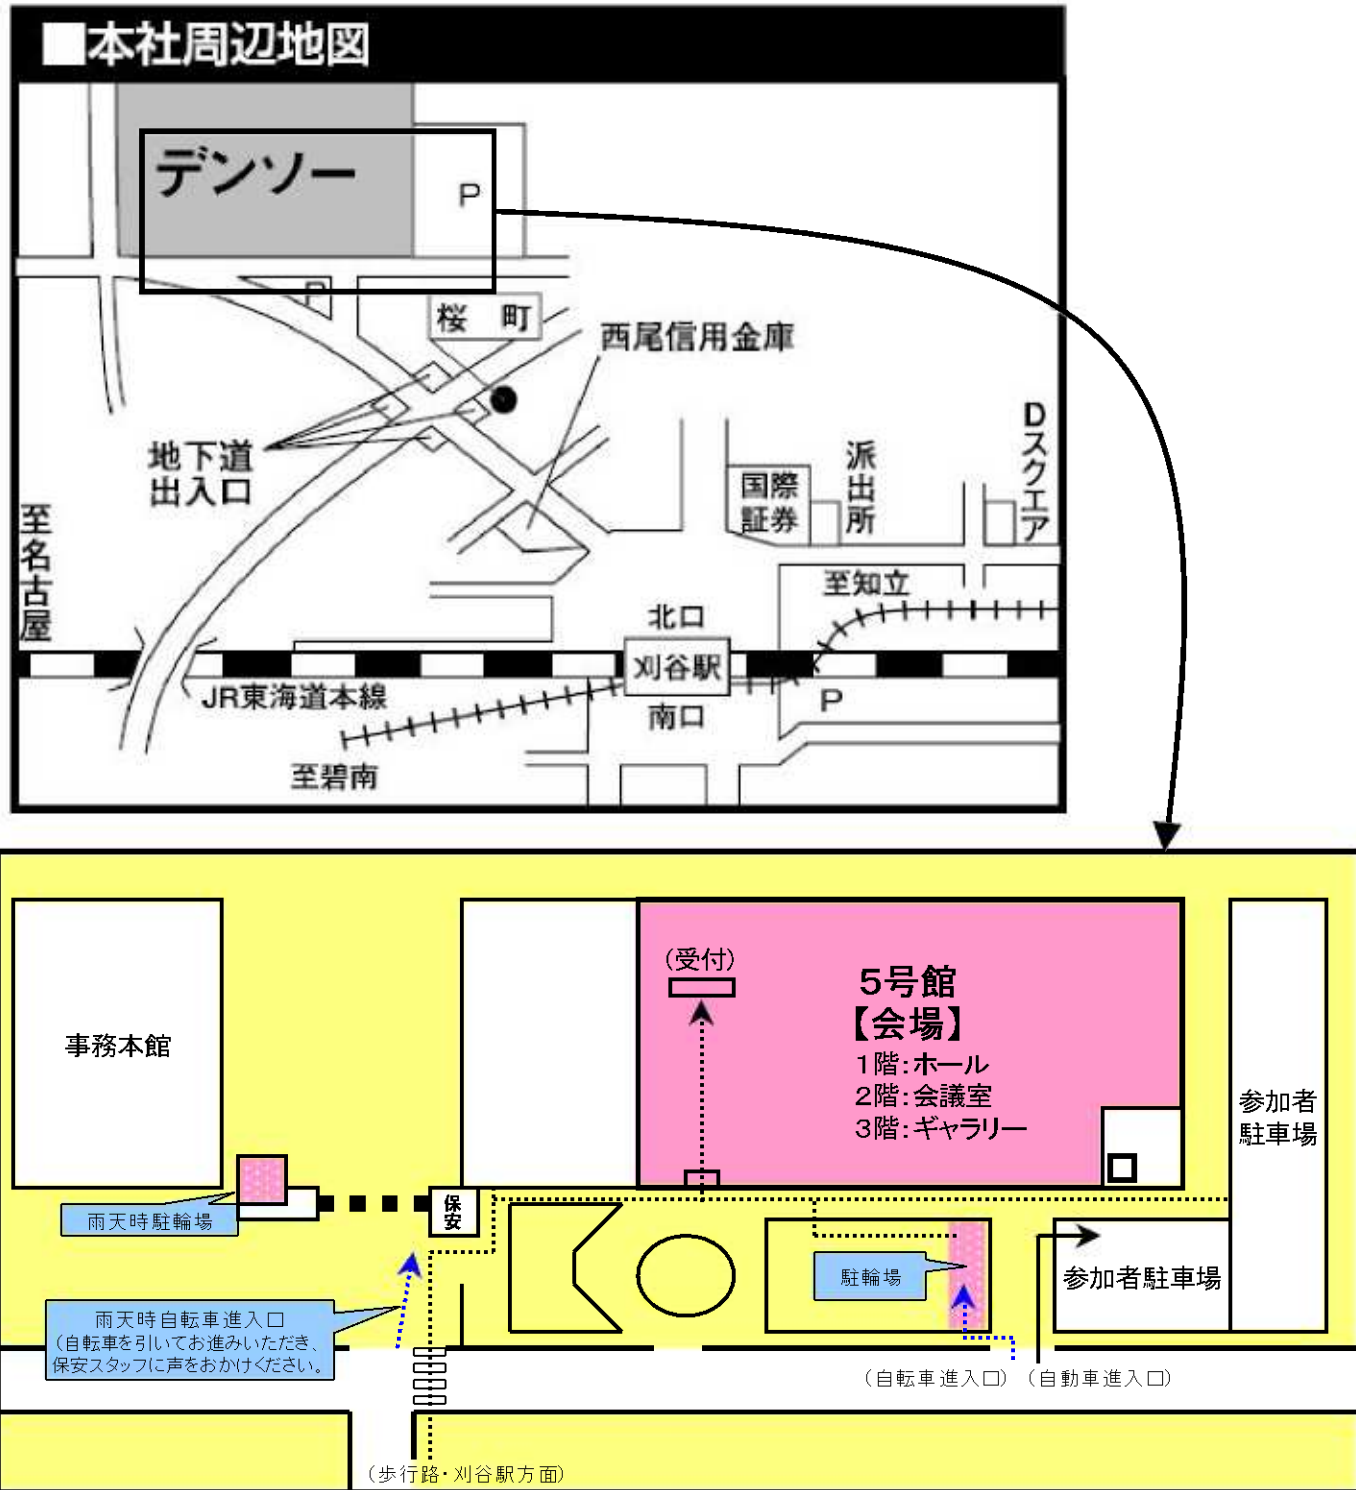 ■本社周辺地図
デンソー
P
P
桜 町
西尾信用金庫
地下道
出入口
国際
証券
派出所
Dスクエア
至名古屋
至知立
北口
刈谷駅
南口
JR東海道本線
P
至碧南
(受付)
5号館
【会場】
1階:ホール
2階:会議室
3階:ギャラリー
事務本館
参加者
駐車場
雨天時駐輪場
保安
駐輪場
参加者駐車場
雨天時自転車進入口
(自転車を引いてお進みいただき、
保安スタッフに声をおかけください。
(自転車進入口)
(自動車進入口)
(歩行路・刈谷駅方面)